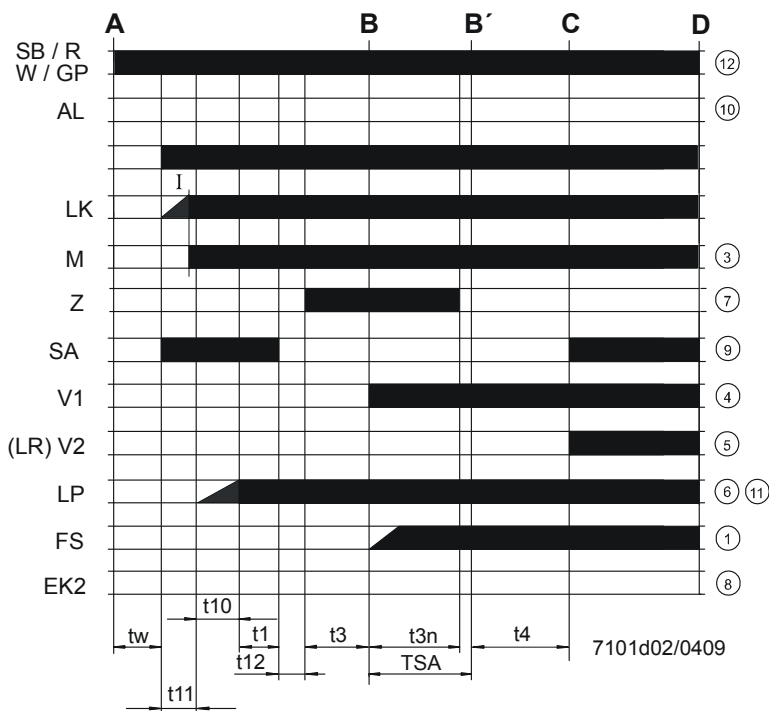 A B B´ C D
SB / R
W / GP 12
AL 10
I
LK
M 3
Z 7
SA 9
V1 4
(LR) V2 5
LP 6 11
FS 1
EK2 8
t10
tw t1 t3 t3n t4 7101d02/0409
t12 TSA
t11